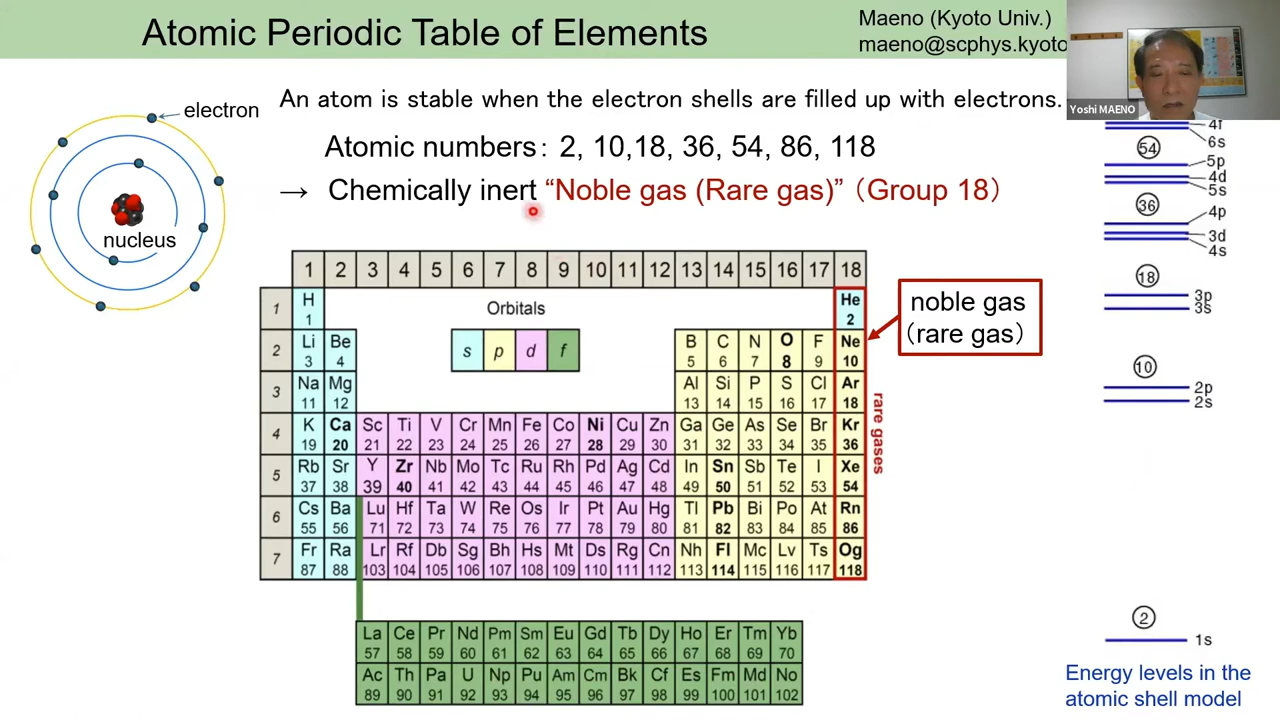 Atomic Periodic Table of Elements
Maeno (Kyoto Univ.)
maeno@scphys.kyoto
Yoshi MAENO
electron
nucleus
An atom is stable when the electron shells are filled up with electrons.
Atomic numbers: 2, 10,18, 36, 54, 86, 118
→ Chemically inert “Noble gas (Rare gas)” (Group 18)
1 2 3 4 5 6 7 8 9 10 11 12 13 14 15 16 17 18
1 H Orbitals He
1 2
2 Li Be s p d f B C N O F Ne
3 4 5 6 7 8 9 10
3 Na Mg Al Si P S Cl Ar
11 12 13 14 15 16 17 18
4 K Ca Sc Ti V Cr Mn Fe Co Ni Cu Zn Ga Ge As Se Br Kr
19 20 21 22 23 24 25 26 27 28 29 30 31 32 33 34 35 36
5 Rb Sr Y Zr Nb Mo Tc Ru Rh Pd Ag Cd In Sn Sb Te I Xe
37 38 39 40 41 42 43 44 45 46 47 48 49 50 51 52 53 54
6 Cs Ba Lu Hf Ta W Re Os Ir Pt Au Hg Tl Pb Bi Po At Rn
55 56 71 72 73 74 75 76 77 78 79 80 81 82 83 84 85 86
7 Fr Ra Lr Rf Db Sg Bh Hs Mt Ds Rg Cn Nh Fl Mc Lv Ts Og
87 88 103 104 105 106 107 108 109 110 111 112 113 114 115 116 117 118
La Ce Pr Nd Pm Sm Eu Gd Tb Dy Ho Er Tm Yb
57 58 59 60 61 62 63 64 65 66 67 68 69 70
Ac Th Pa U Np Pu Am Cm Bk Cf Es Fm Md No
89 90 91 92 93 94 95 96 97 98 99 100 101 102
rare gases
noble gas
(rare gas)
4f
6s
54
5p
4d
5s
36
4p
3d
4s
18
3p
3s
10
2p
2s
2
1s
Energy levels in the
atomic shell model